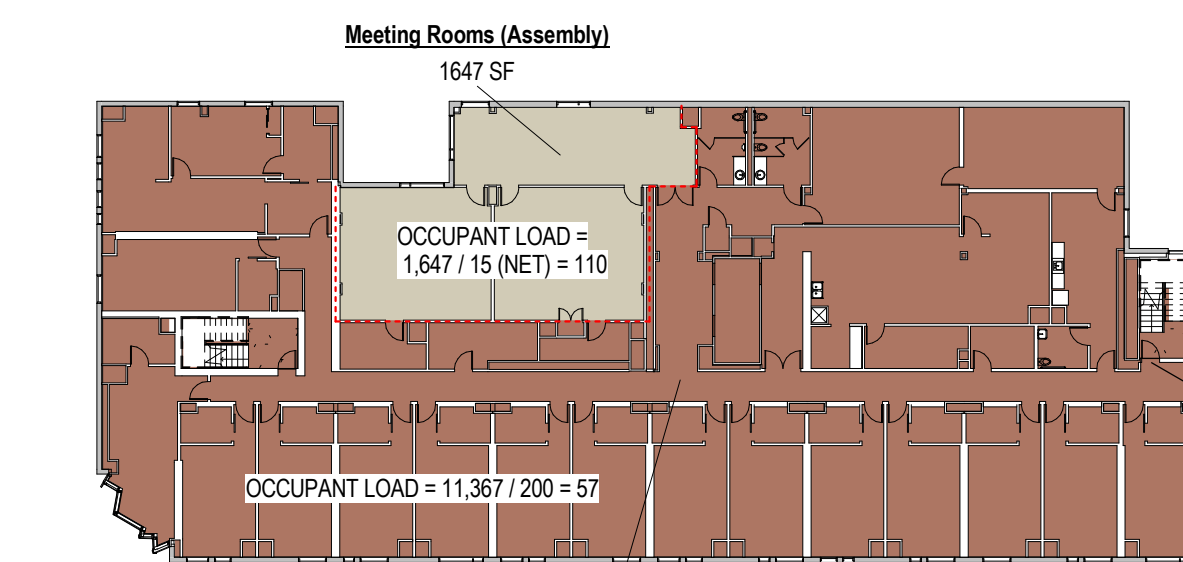 Meeting Rooms (Assembly)
1647 SF
OCCUPANT LOAD =
1,647 / 15 (NET) = 110
OCCUPANT LOAD = 11,367 / 200 = 57